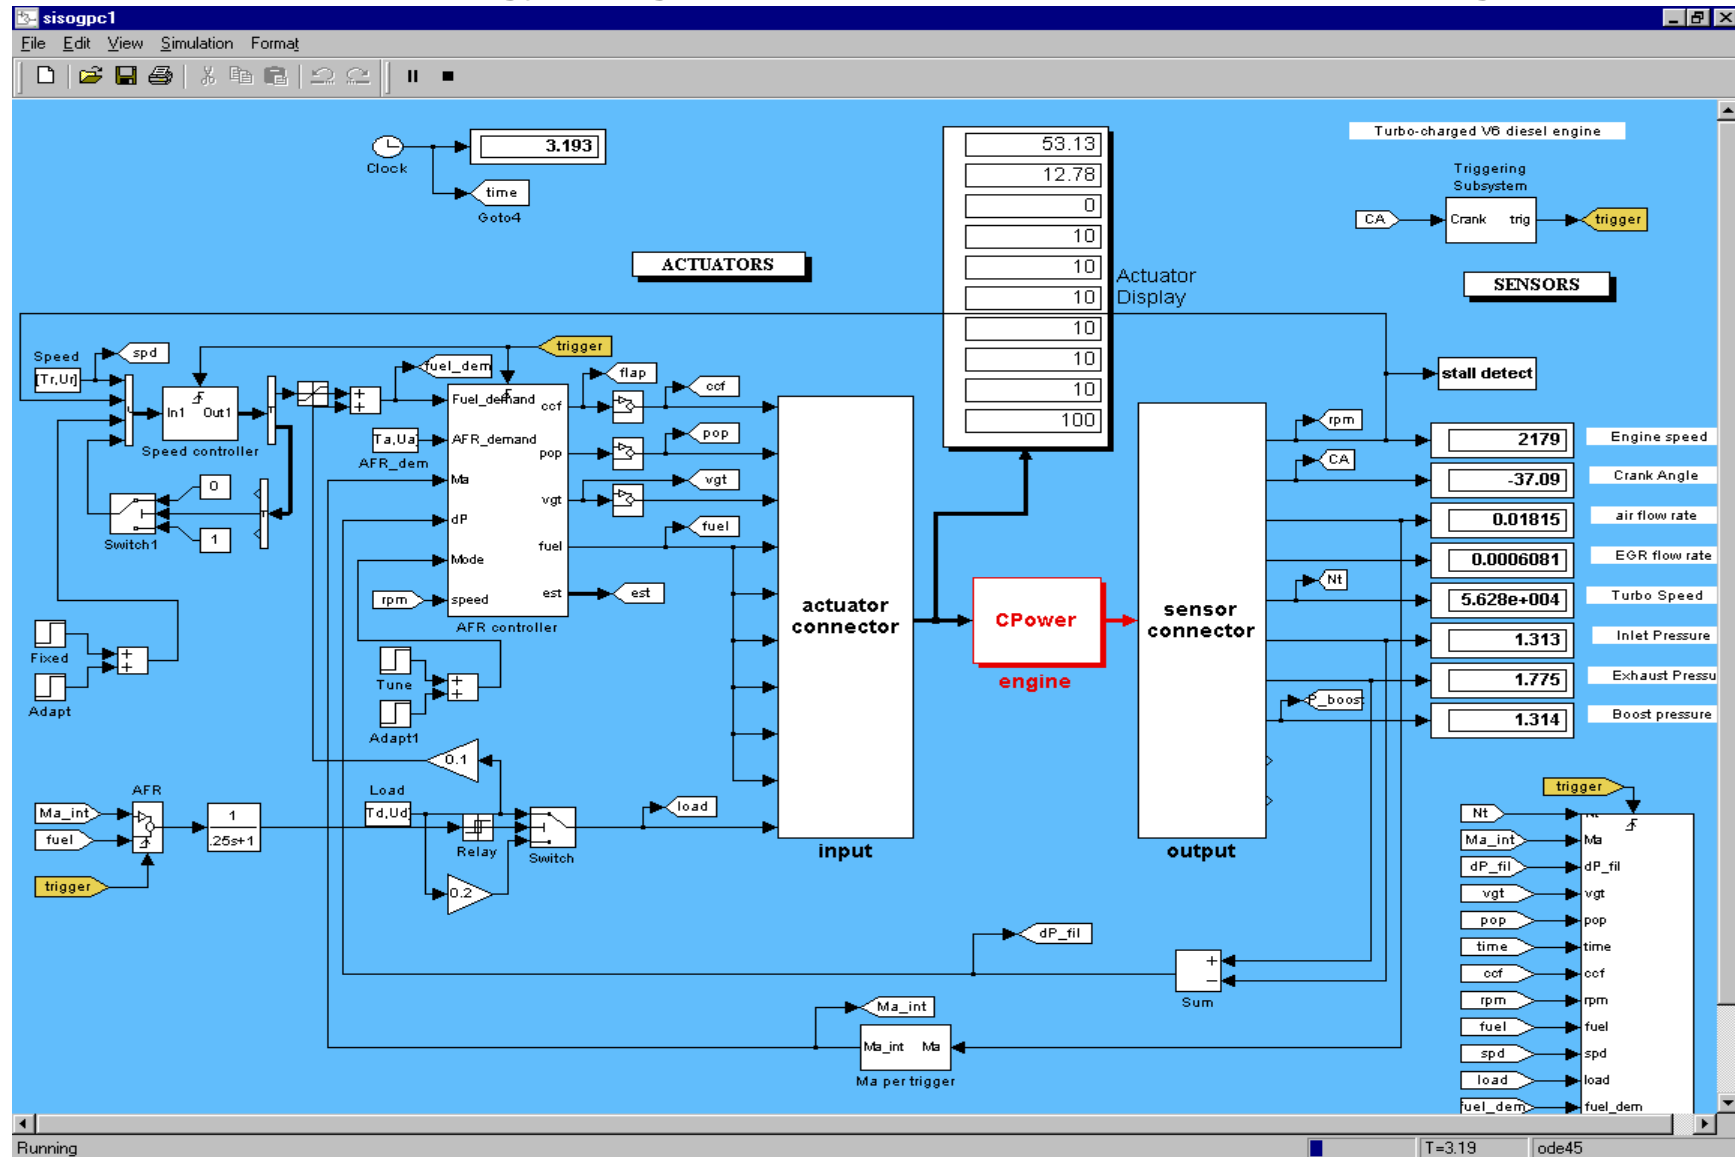 sisogpc1
File Edit View Simulation Format
Clock
3.193
time
Goto4
ACTUATORS
53.13
12.78
0
10
10
10
10
10
10
100
Actuator
Display
Turbo-charged V6 diesel engine
Triggering
Subsystem
CA
Crank trig
trigger
SENSORS
Speed
spd
[Tr,Ur]
In1 Out1
Speed controller
0
1
Switch1
Fixed
Adapt
trigger
fuel_dem
Fuel_demand
AFR_demand
Ma
dP
Mode
speed
ccf
pop
vgt
fuel
est
AFR controller
Ta,Ua
AFR_dem
rpm
flap
ccf
pop
vgt
fuel
est
Tune
Adapt1
0.1
AFR
Ma_int
fuel
trigger
1
.25s+1
Load
Td,Ud
Relay
Switch
0.2
load
actuator
connector
input
CPower
engine
sensor
connector
output
stall detect
rpm
2179
Engine speed
CA
-37.09
Crank Angle
0.01815
air flow rate
0.0006081
EGR flow rate
Nt
5.628e+004
Turbo Speed
1.313
Inlet Pressure
1.775
Exhaust Pressu
P_boos
1.314
Boost pressure
dP_fil
+
−
Sum
Ma_int
Ma_int Ma
Ma per trigger
trigger
Nt Nt
Ma_int Ma
dP_fil dP_fil
vgt vgt
pop pop
time time
ccf ccf
rpm rpm
fuel fuel
spd spd
load load
fuel_dem fuel_dem
Running
T=3.19
ode45